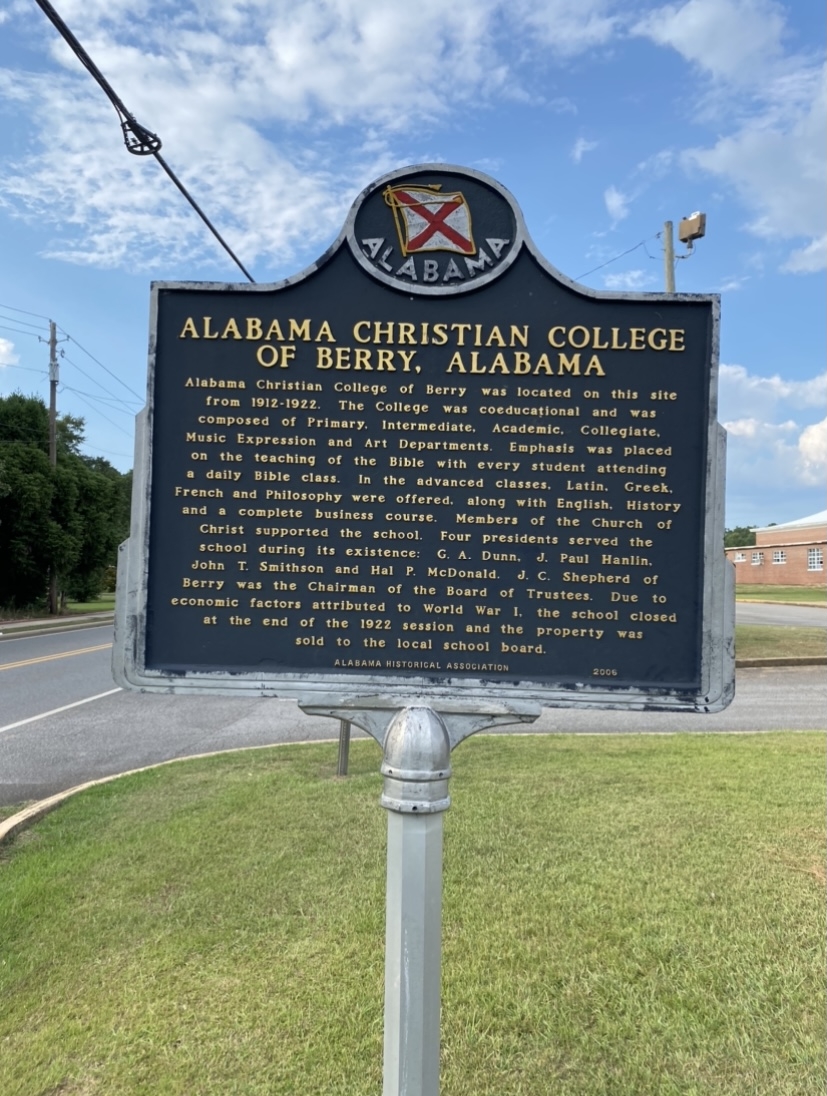 ALABAMA
ALABAMA CHRISTIAN COLLEGE
OF BERRY, ALABAMA
Alabama Christian College of Berry was located on this site
from 1912-1922. The College was coeducational and was
composed of Primary, Intermediate, Academic, Collegiate,
Music Expression and Art Departments. Emphasis was placed
on the teaching of the Bible with every student attending
a daily Bible class. In the advanced classes, Latin, Greek,
French and Philosophy were offered, along with English, History
and a complete business course. Members of the Church of
Christ supported the school. Four presidents served the
school during its existence: G. A. Dunn, J. Paul Hanlin,
John T. Smithson and Hal P. McDonald. J. C. Shepherd of
Berry was the Chairman of the Board of Trustees. Due to
economic factors attributed to World War I, the school closed
at the end of the 1922 session and the property was
sold to the local school board.
ALABAMA HISTORICAL ASSOCIATION 2006